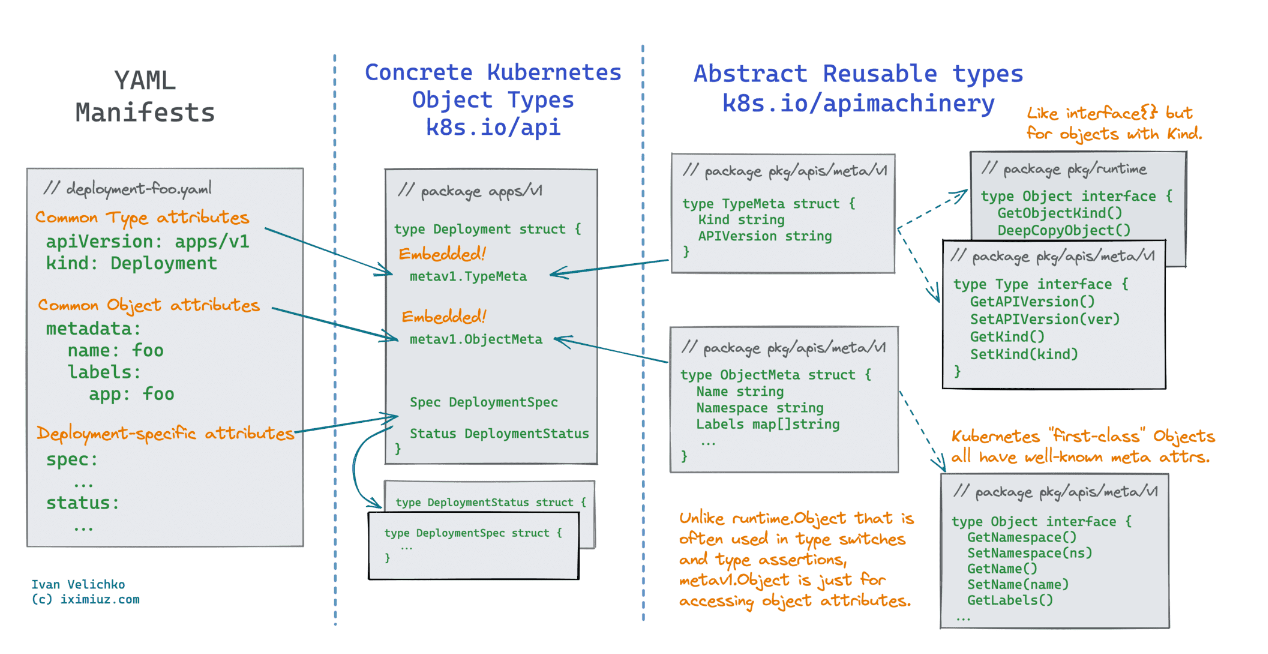 YAML
Manifests
// deployment-foo.yaml
Common Type attributes
apiVersion: apps/v1
kind: Deployment
Common Object attributes
metadata:
name: foo
labels:
app: foo
Deployment-specific attributes
spec:
...
status:
...
Ivan Velichko
(c) iximiuz.com
Concrete Kubernetes
Object Types
k8s.io/api
// package apps/v1
type Deployment struct {
Embedded!
metav1.TypeMeta
Embedded!
metav1.ObjectMeta
Spec DeploymentSpec
Status DeploymentStatus
}
type DeploymentStatus struct {
type DeploymentSpec struct {
...
}
Abstract Reusable types
k8s.io/apimachinery
// package pkg/apis/meta/v1
type TypeMeta struct {
Kind string
APIVersion string
}
Like interface{} but
for objects with Kind.
// package pkg/runtime
type Object interface {
GetObjectKind()
DeepCopyObject()
// package pkg/apis/meta/v1
type Type interface {
GetAPIVersion()
SetAPIVersion(ver)
GetKind()
SetKind(kind)
}
// package pkg/apis/meta/v1
type ObjectMeta struct {
Name string
Namespace string
Labels map[]string
...
}
Unlike runtime.Object that is
often used in type switches
and type assertions,
metav1.Object is just for
accessing object attributes.
Kubernetes "first-class" Objects
all have well-known meta attrs.
// package pkg/apis/meta/v1
type Object interface {
GetNamespace()
SetNamespace(ns)
GetName()
SetName(name)
GetLabels()
...